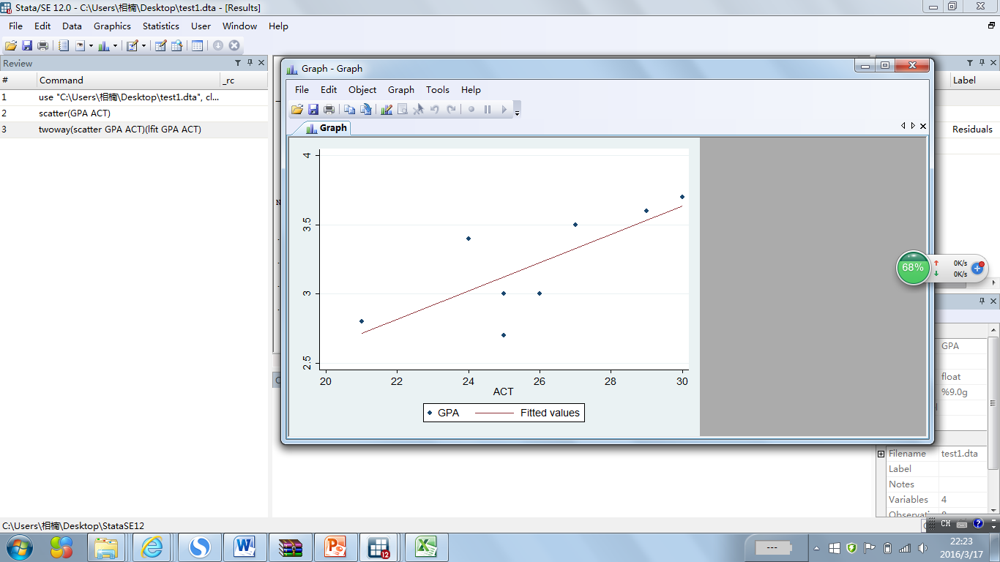 Stata/SE 12.0 - C:\Users\相楠\Desktop\test1.dta - [Results]
File Edit Data Graphics Statistics User Window Help
Review
# Command _rc
1 use "C:\Users\相楠\Desktop\test1.dta", cl...
2 scatter(GPA ACT)
3 twoway(scatter GPA ACT)(lfit GPA ACT)
Graph - Graph
File Edit Object Graph Tools Help
Graph
4
3.5
3
2.5
20 22 24 26 28 30
ACT
GPA Fitted values
Label
Residuals
68%
0K/s
0K/s
GPA
float
%9.0g
Filename test1.dta
Label
Notes
Variables 4
C:\Users\相楠\Desktop\StataSE12
CH
12
---
22:23
2016/3/17